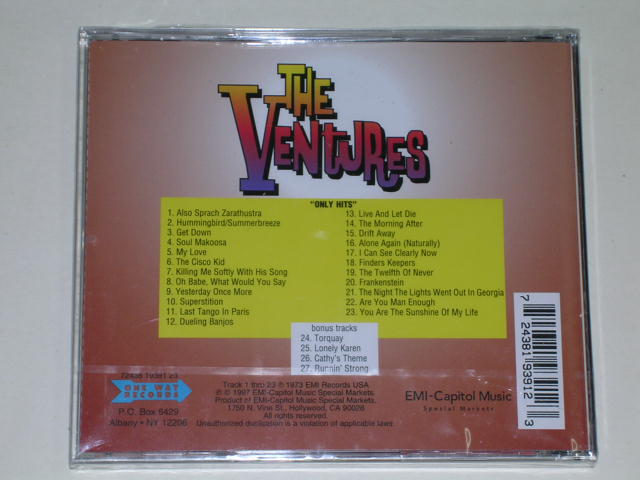 THE
VENTURES
"ONLY HITS"
1. Also Sprach Zarathustra
2. Hummingbird/Summerbreeze
3. Get Down
4. Soul Makoosa
5. My Love
6. The Cisco Kid
7. Killing Me Softly With His Song
8. Oh Babe, What Would You Say
9. Yesterday Once More
10. Superstition
11. Last Tango In Paris
12. Dueling Banjos
13. Live And Let Die
14. The Morning After
15. Drift Away
16. Alone Again (Naturally)
17. I Can See Clearly Now
18. Finders Keepers
19. The Twelfth Of Never
20. Frankenstein
21. The Night The Lights Went Out In Georgia
22. Are You Man Enough
23. You Are The Sunshine Of My Life
bonus tracks
24. Torquay
25. Lonely Karen
26. Cathy's Theme
27. Runnin' Strong
72438 19391 23
ONE WAY
RECORDS
P.O. Box 6429
Albany • NY 12206
Track 1 thru 23 ℗ 1973 EMI Records USA
℗ © 1997 EMI-Capitol Music Special Markets.
Product of EMI-Capitol Music Special Markets.
1750 N. Vine St., Hollywood, CA 90028
All rights reserved.
Unauthorized duplication is a violation of applicable laws
EMI-Capitol Music
Special Markets
7 24381 93912 3